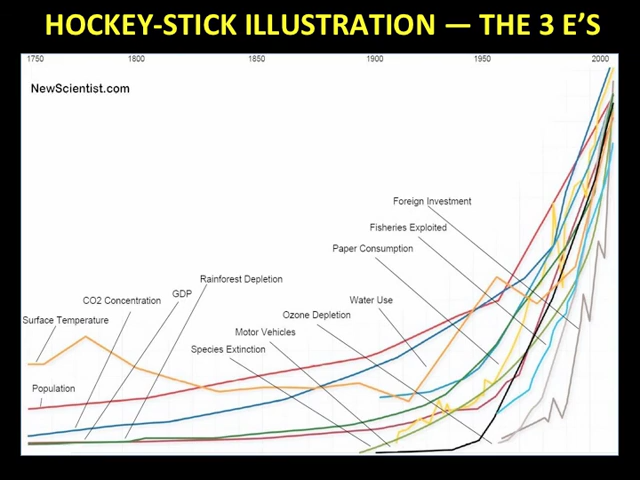 HOCKEY-STICK ILLUSTRATION — THE 3 E’S
1750 1800 1850 1900 1950 2000
NewScientist.com
Foreign Investment
Fisheries Exploited
Paper Consumption
Rainforest Depletion
GDP
CO2 Concentration
Water Use
Surface Temperature
Ozone Depletion
Motor Vehicles
Species Extinction
Population